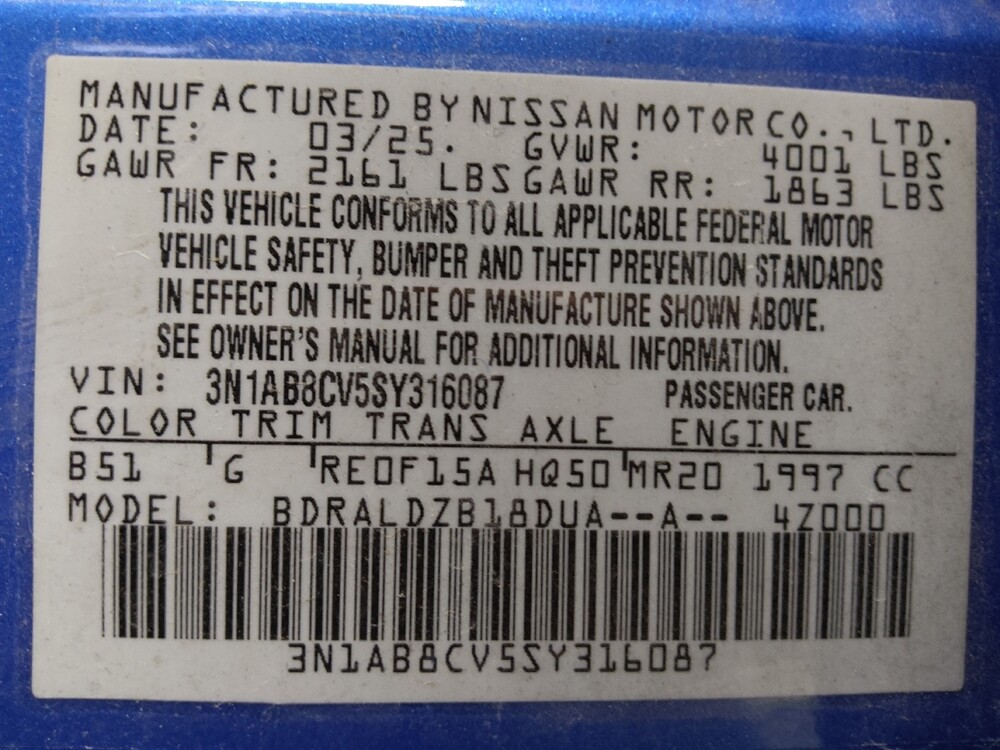 MANUFACTURED BY NISSAN MOTOR CO., LTD.
DATE: 03/25. GVWR: 4001 LBS
GAWR FR: 2161 LBS GAWR RR: 1863 LBS
THIS VEHICLE CONFORMS TO ALL APPLICABLE FEDERAL MOTOR
VEHICLE SAFETY, BUMPER AND THEFT PREVENTION STANDARDS
IN EFFECT ON THE DATE OF MANUFACTURE SHOWN ABOVE.
SEE OWNER'S MANUAL FOR ADDITIONAL INFORMATION.
VIN: 3N1AB8CV5SY316087 PASSENGER CAR.
COLOR TRIM TRANS AXLE ENGINE
B51 G RE0F15A HQ50 MR20 1997 CC
MODEL: BDRALDZB18DUA--A-- 4Z000
3N1AB8CV5SY316087